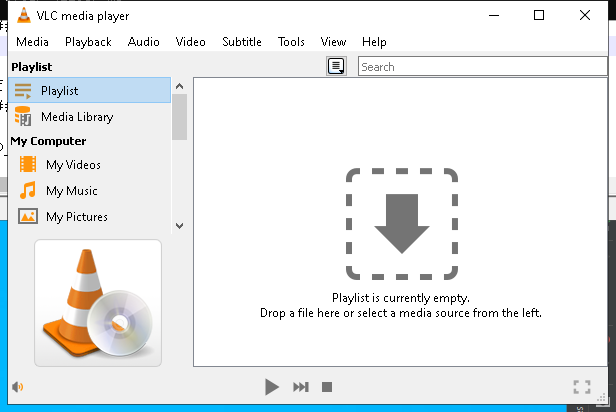 VLC media player
Media Playback Audio Video Subtitle Tools View Help
Playlist
Search
Playlist
Media Library
My Computer
My Videos
My Music
My Pictures
Playlist is currently empty.
Drop a file here or select a media source from the left.